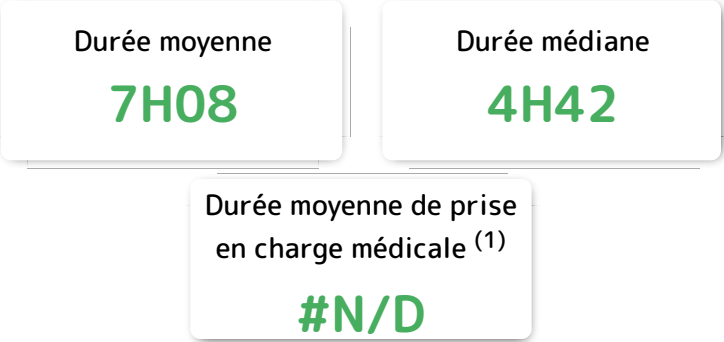 Durée moyenne
7H08
Durée médiane
4H42
Durée moyenne de prise
en charge médicale (1)
#N/D